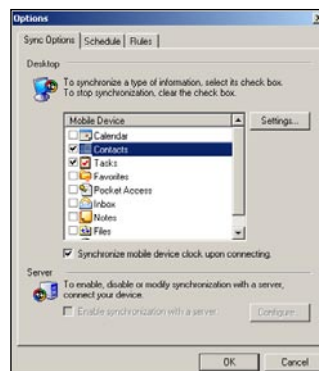 Options
Sync Options Schedule Rules
Desktop
To synchronize a type of information, select its check box.
To stop synchronization, clear the check box.
Mobile Device
Settings...
Calendar
Contacts
Tasks
Favorites
Pocket Access
Inbox
Notes
Files
Synchronize mobile device clock upon connecting.
Server
To enable, disable or modify synchronization with a server,
connect your device.
Enable synchronization with a server.
Configure...
OK Cancel